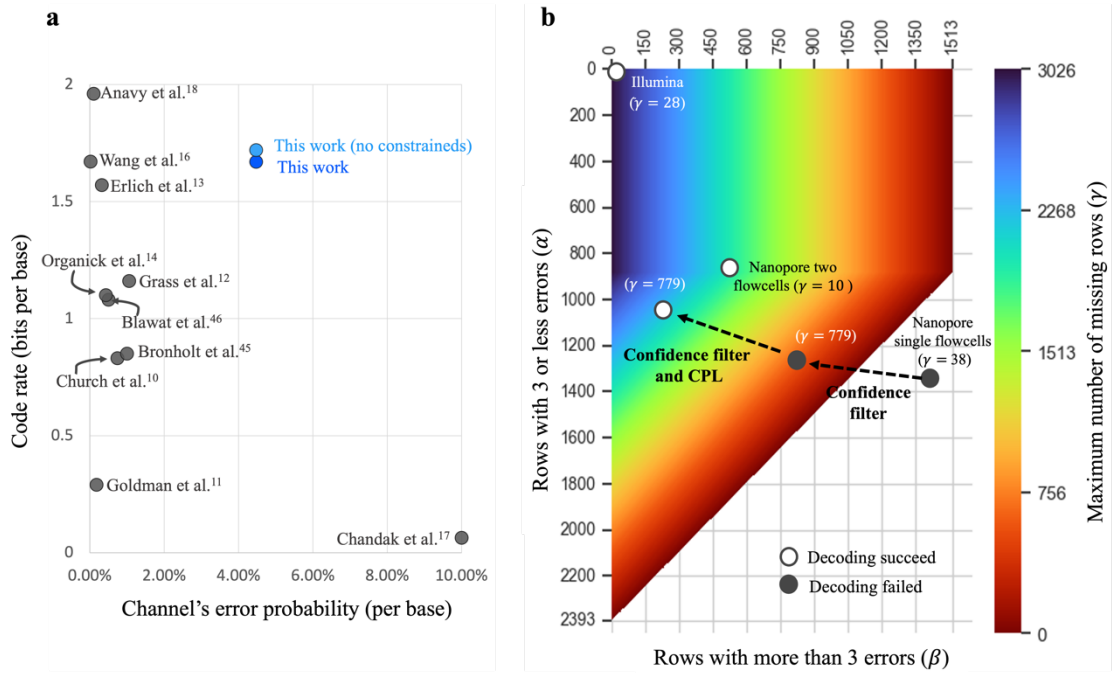 a
2
1.5
1
0.5
0
Code rate (bits per base)
Anavy et al.18
Wang et al.16
Erlich et al.13
This work (no constraineds)
This work
Organick et al.14
Grass et al.12
Blawat et al.46
Bronholt et al.45
Church et al.10
Goldman et al.11
Chandak et al.17
0.00% 2.00% 4.00% 6.00% 8.00% 10.00%
Channel's error probability (per base)
b
0 150 300 450 600 750 900 1050 1200 1350 1513
0
200
400
600
800
1000
1200
1400
1600
1800
2000
2200
2393
Rows with 3 or less errors (α)
Illumina
(γ = 28)
Nanopore two
flowcells (γ = 10 )
(γ = 779)
(γ = 779)
Nanopore
single flowcells
(γ = 38)
Confidence filter
and CPL
Confidence
filter
Decoding succeed
Decoding failed
Rows with more than 3 errors (β)
3026
2268
1513
756
0
Maximum number of missing rows (γ)